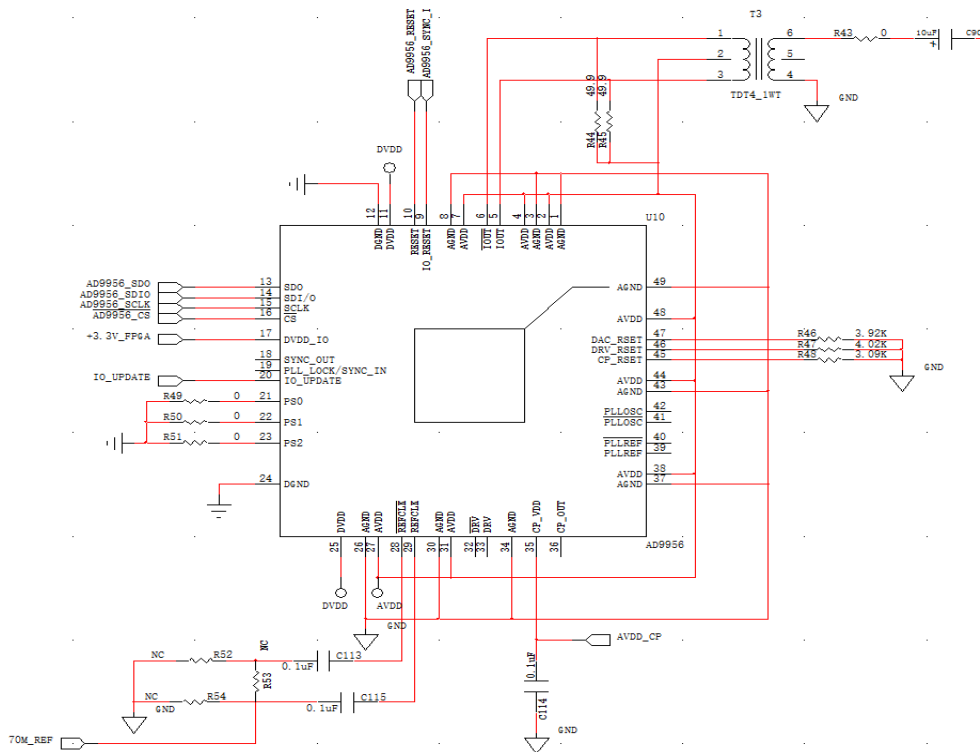 T3
AD9956_RESET
AD9956_SYNC_I
1
2
3
6
5
4
R43
0
10uF
+
C90
TDT4_1WT
GND
49.9
49.9
R44
R45
DVDD
12
11
10
9
8
7
6
5
4
3
2
1
DGND
DVDD
RESET
IO_RESET
AGND
AVDD
IOUT
IOUT
AVDD
AGND
AVDD
AGND
U10
AD9956_SDO 13 SDO
AD9956_SDIO 14 SDI/O
AD9956_SCLK 15 SCLK
AD9956_CS 16 CS
+3.3V_FPGA 17 DVDD_IO
18 SYNC_OUT
19 PLL_LOCK/SYNC_IN
IO_UPDATE 20 IO_UPDATE
R49 0 21 PS0
R50 0 22 PS1
R51 0 23 PS2
24 DGND
AGND 49
AVDD 48
DAC_RSET 47 R46 3.92K
DRV_RSET 46 R47 4.02K
CP_RSET 45 R48 3.09K
GND
AVDD 44
AGND 43
PLLOSC 42
PLLOSC 41
PLLREF 40
PLLREF 39
AVDD 38
AGND 37
DVDD
AGND
AVDD
REFCLK
REFCLK
AGND
AVDD
DRV
DRV
AGND
CP_VDD
CP_OUT
25
26
27
28
29
30
31
32
33
34
35
36
AD9956
DVDD
AVDD
GND
AVDD_CP
NC R52
NC
0.1uF C113
R53
NC R54
0.1uF C115
GND
0.1uF
C114
GND
70M_REF